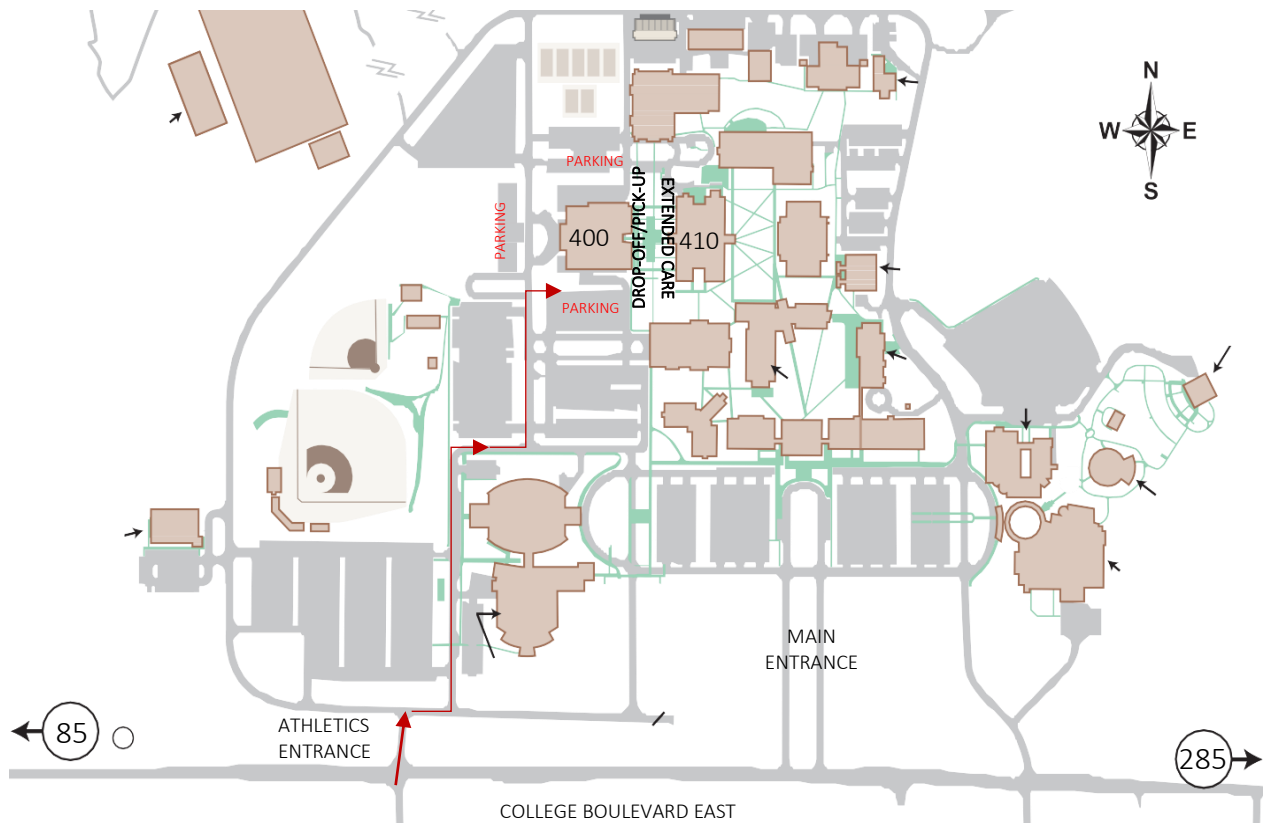 N
W E
S
PARKING
PARKING
DROP-OFF/PICK-UP
EXTENDED CARE
400
410
PARKING
MAIN
ENTRANCE
ATHLETICS
ENTRANCE
85
285
COLLEGE BOULEVARD EAST